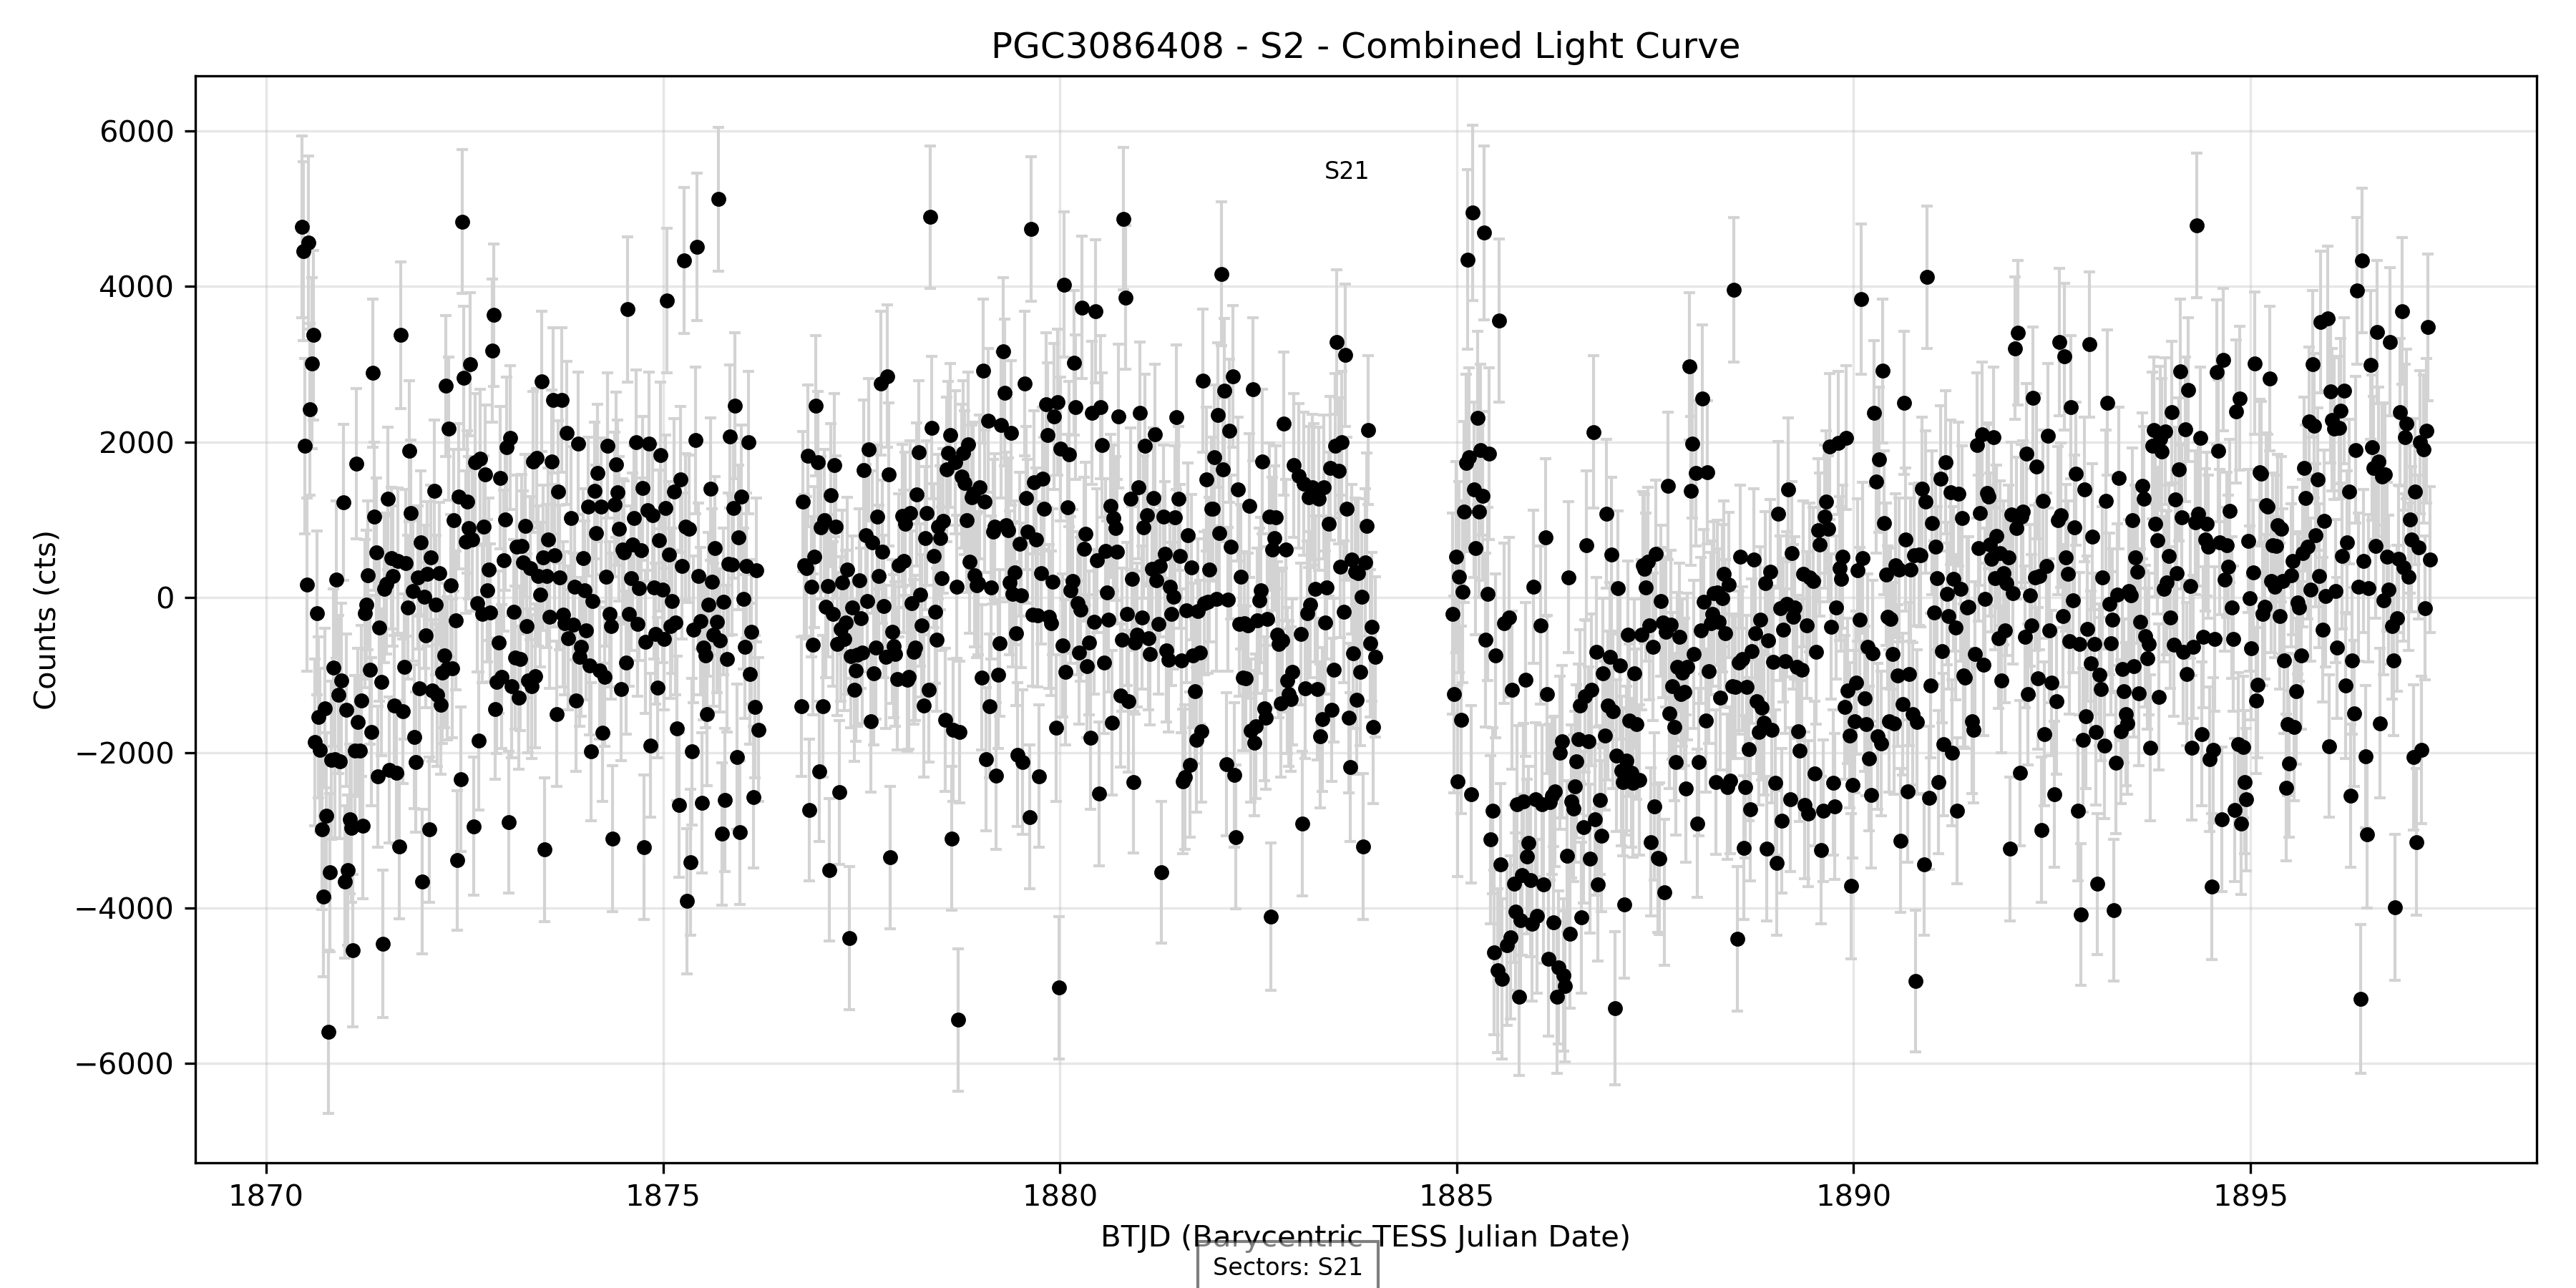 PGC3086408 - S2 - Combined Light Curve
6000
4000
2000
0
−2000
−4000
−6000
Counts (cts)
S21
1870 1875 1880 1885 1890 1895
BTJD (Barycentric TESS Julian Date)
Sectors: S21